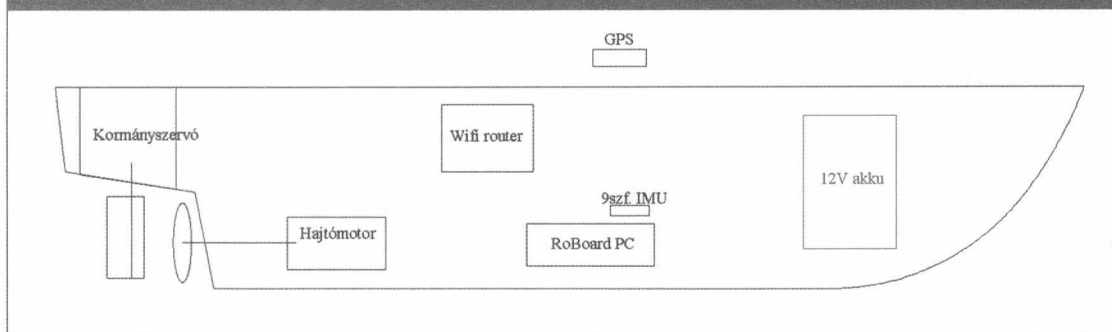 GPS
Kormányszervó
Wifi router
12V akku
9szf. IMU
Hajtómotor
RoBoard PC